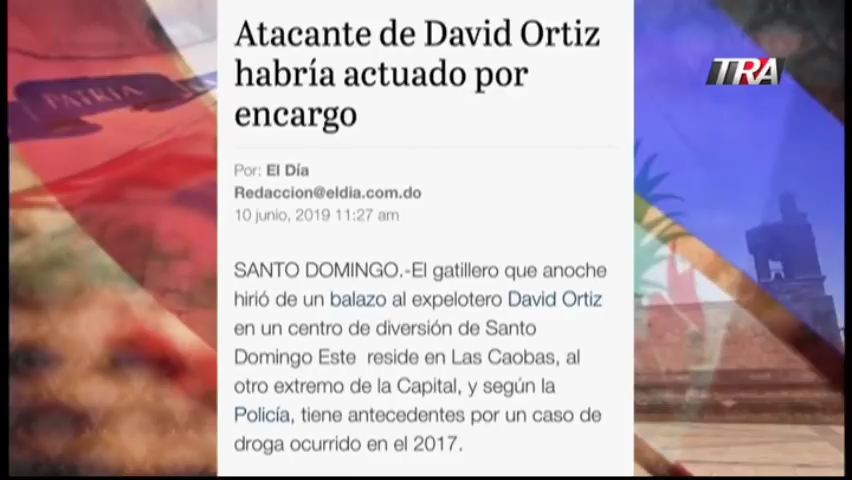 Atacante de David Ortiz
habría actuado por
encargo
Por: El Día
Redaccion@eldia.com.do
10 junio, 2019 11:27 am
SANTO DOMINGO.-El gatillero que anoche
hirió de un balazo al expelotero David Ortiz
en un centro de diversión de Santo
Domingo Este reside en Las Caobas, al
otro extremo de la Capital, y según la
Policía, tiene antecedentes por un caso de
droga ocurrido en el 2017.
TRA
PATRIA